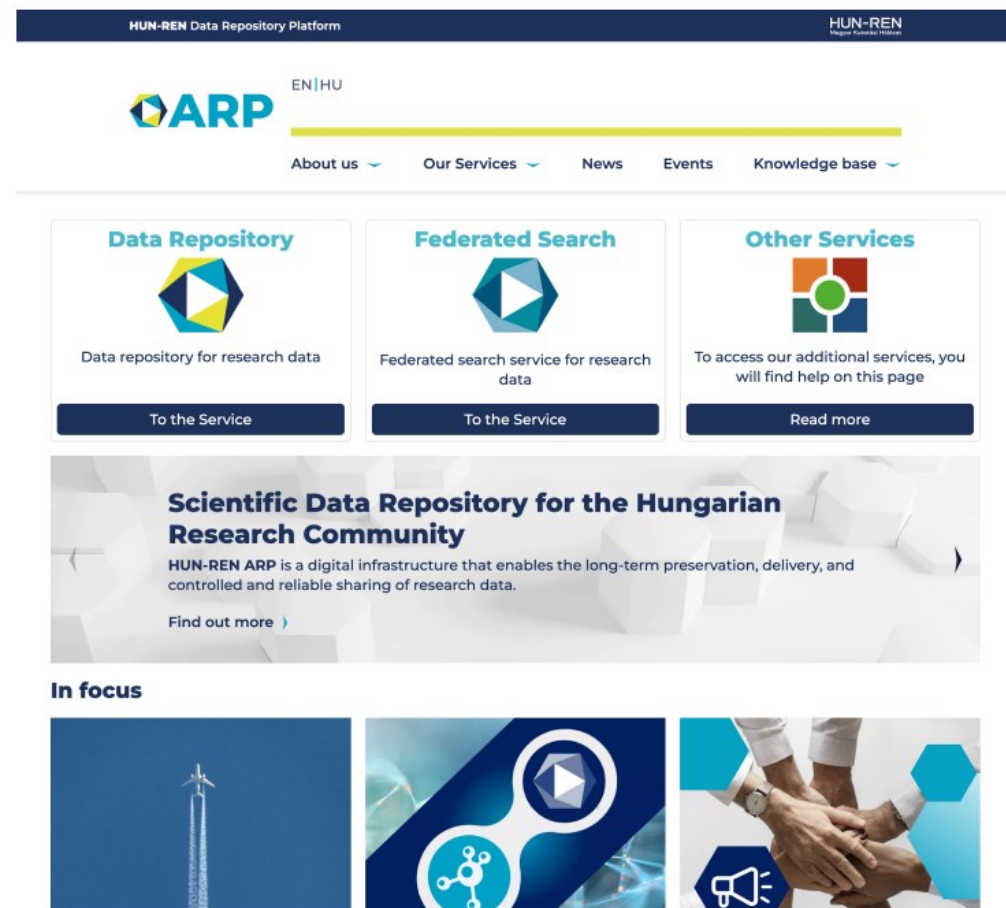 HUN-REN Data Repository Platform
HUN-REN
Magyar Kutatási Hálózat
EN|HU
ARP
About us
Our Services
News
Events
Knowledge base
Data Repository
Federated Search
Other Services
Data repository for research data
Federated search service for research
data
To access our additional services, you
will find help on this page
To the Service
To the Service
Read more
Scientific Data Repository for the Hungarian
Research Community
HUN-REN ARP is a digital infrastructure that enables the long-term preservation, delivery, and
controlled and reliable sharing of research data.
Find out more
In focus